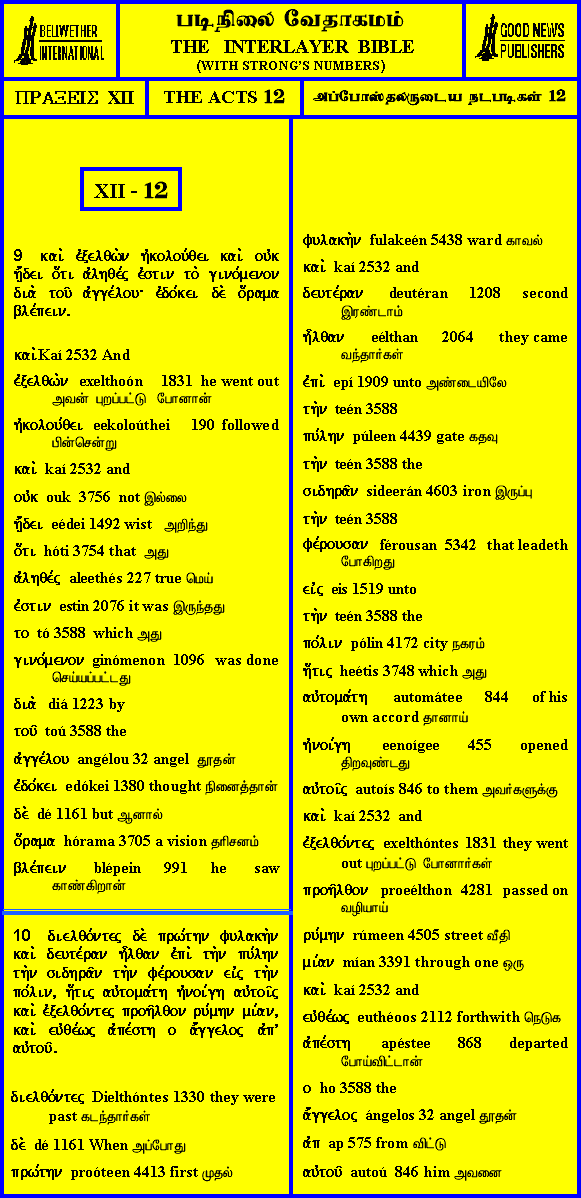 BELLWETHER
INTERNATIONAL
படிநிலை வேதாகமம்
THE INTERLAYER BIBLE
(WITH STRONG'S NUMBERS)
GOOD NEWS
PUBLISHERS
ΠΡΑΞΕΙΣ XII
THE ACTS 12
அப்போஸ்தலருடைய நடபடிகள் 12
XII - 12
9 καὶ ἐξελθὼν ἠκολούθει καὶ οὐκ
ᾔδει ὅτι ἀληθές ἐστιν τὸ γινόμενον
διὰ τοῦ ἀγγέλου· ἐδόκει δὲ ὅραμα
βλέπειν.
καὶ Kaí 2532 And
ἐξελθὼν exelthoón 1831 he went out
அவன் புறப்பட்டு போனான்
ἠκολούθει eekoloúthei 190 followed
பின்சென்று
καὶ kaí 2532 and
οὐκ ouk 3756 not இல்லை
ᾔδει eédei 1492 wist அறிந்து
ὅτι hóti 3754 that அது
ἀληθές aleethés 227 true மெய்
ἐστιν estin 2076 it was இருந்தது
το tó 3588 which அது
γινόμενον ginómenon 1096 was done
செய்யப்பட்டது
διὰ diá 1223 by
τοῦ toú 3588 the
ἀγγέλου angélou 32 angel தூதன்
ἐδόκει edókei 1380 thought நினைத்தான்
δὲ dé 1161 but ஆனால்
ὅραμα hórama 3705 a vision தரிசனம்
βλέπειν blépein 991 he saw
காண்கிறான்
10 διελθόντες δὲ πρώτην φυλακὴν
καὶ δευτέραν ἦλθαν ἐπὶ τὴν πύλην
τὴν σιδηρᾶν τὴν φέρουσαν εἰς τὴν
πόλιν, ἥτις αὐτομάτη ἠνοίγη αὐτοῖς
καὶ ἐξελθόντες προῆλθον ρύμην μίαν,
καὶ εὐθέως ἀπέστη ο ἄγγελος ἀπ'
αὐτοῦ.
διελθόντες Dielthóntes 1330 they were
past கடந்தார்கள்
δὲ dé 1161 When அப்போது
πρώτην proóteen 4413 first முதல்
φυλακὴν fulakeén 5438 ward காவல்
καὶ kaí 2532 and
δευτέραν deutéran 1208 second
இரண்டாம்
ἦλθαν eélthan 2064 they came
வந்தார்கள்
ἐπὶ epí 1909 unto அண்டையிலே
τὴν teén 3588
πύλην púleen 4439 gate கதவு
τὴν teén 3588 the
σιδηρᾶν sideerán 4603 iron இருப்பு
τὴν teén 3588
φέρουσαν férousan 5342 that leadeth
போகிறது
εἰς eis 1519 unto
τὴν teén 3588 the
πόλιν pólin 4172 city நகரம்
ἥτις heétis 3748 which அது
αὐτομάτη automátee 844 of his
own accord தானாய்
ἠνοίγη eenoígee 455 opened
திறவுண்டது
αὐτοῖς autoís 846 to them அவர்களுக்கு
καὶ kaí 2532 and
ἐξελθόντες exelthóntes 1831 they went
out புறப்பட்டு போனார்கள்
προῆλθον proeélthon 4281 passed on
வழியாய்
ρύμην rúmeen 4505 street வீதி
μίαν mían 3391 through one ஒரு
καὶ kaí 2532 and
εὐθέως euthéoos 2112 forthwith நெடுக
ἀπέστη apéstee 868 departed
போய்விட்டான்
ο ho 3588 the
ἄγγελος ángelos 32 angel தூதன்
ἀπ ap 575 from விட்டு
αὐτοῦ autoú 846 him அவனை